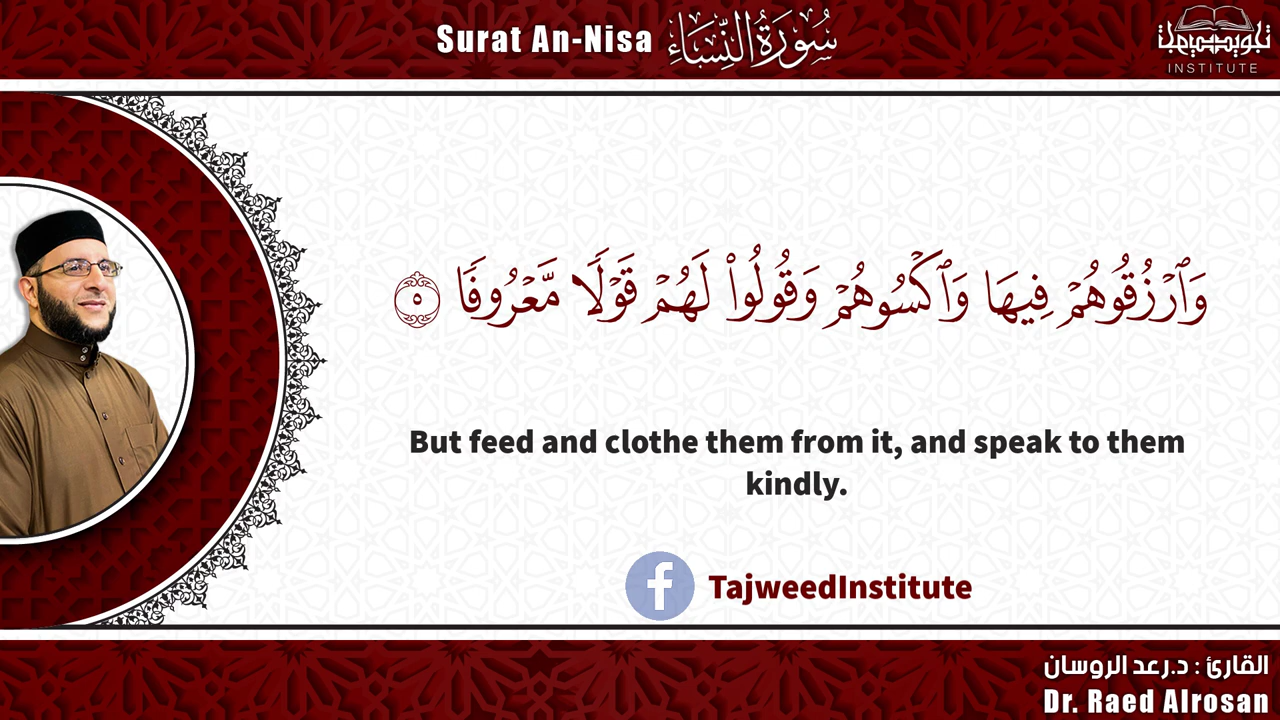 Surat An-Nisa سُورَةُ النِّسَاءِ
تجويد
INSTITUTE
وَٱرْزُقُوهُمْ فِيهَا وَٱكْسُوهُمْ وَقُولُوا۟ لَهُمْ قَوْلًا مَّعْرُوفًا ٥
But feed and clothe them from it, and speak to them
kindly.
f TajweedInstitute
القارئ : د.رعد الروسان
Dr. Raed Alrosan